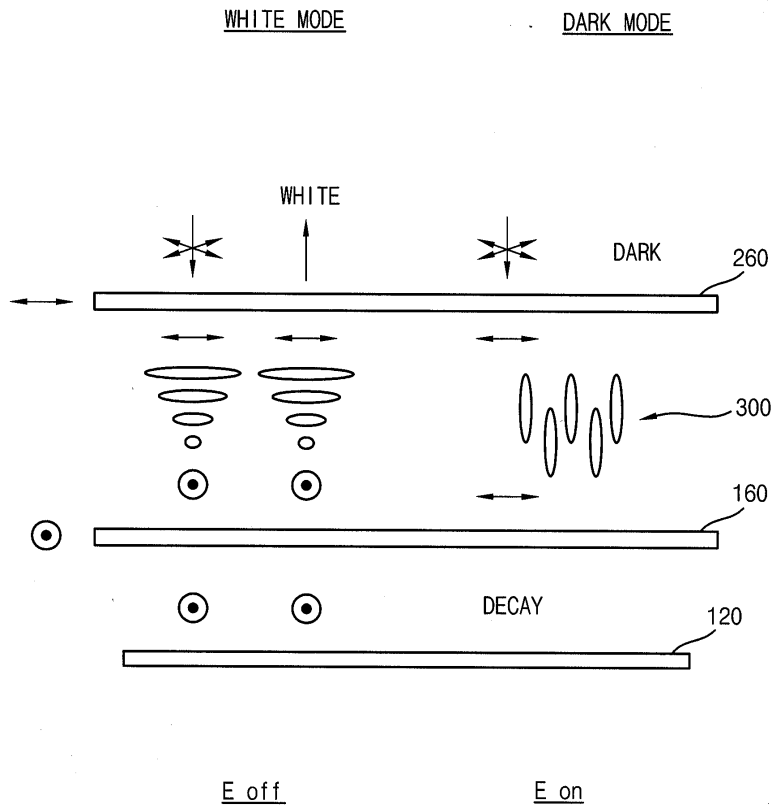 WHITE MODE
DARK MODE
WHITE
DARK
260
300
160
DECAY
120
E off
E on